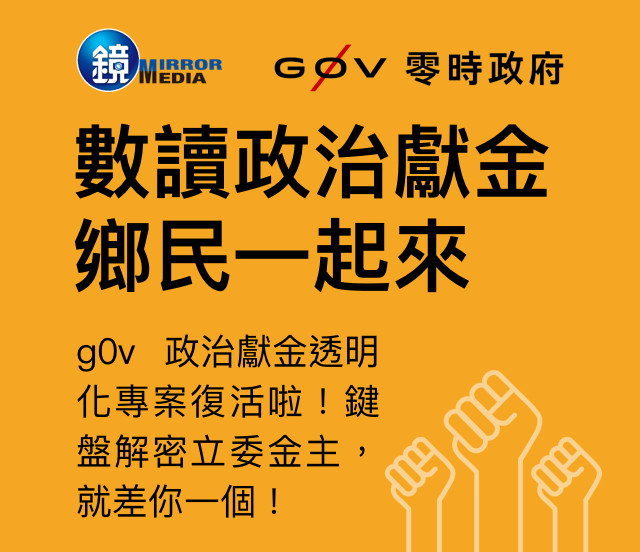 鏡 MIRROR MEDIA G0V 零時政府
數讀政治獻金
鄉民一起來
g0v 政治獻金透明
化專案復活啦！鍵
盤解密立委金主，
就差你一個！